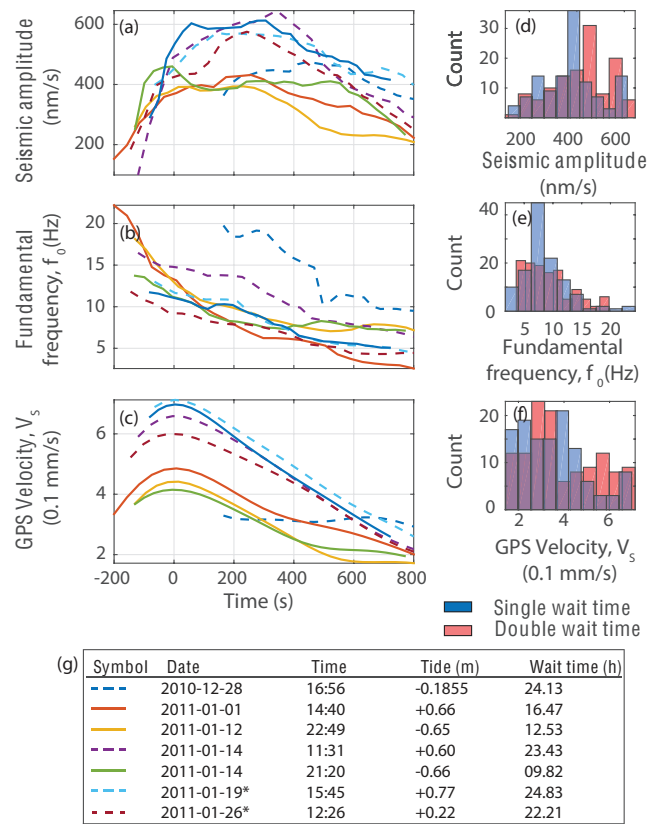 (a)
Seismic amplitude
(nm/s)
600
400
200
(b)
Fundamental
frequency, f0(Hz)
20
15
10
5
(c)
GPS Velocity, VS
(0.1 mm/s)
6
4
2
-200 0 200 400 600 800
Time (s)
(d)
Count
30
10
200 400 600
Seismic amplitude
(nm/s)
(e)
Count
40
20
0
5 10 15 20
Fundamental
frequency, f0(Hz)
(f)
Count
20
10
0
2 4 6
GPS Velocity, VS
(0.1 mm/s)
Single wait time
Double wait time
(g) Symbol Date Time Tide (m) Wait time (h)
2010-12-28 16:56 -0.1855 24.13
2011-01-01 14:40 +0.66 16.47
2011-01-12 22:49 -0.65 12.53
2011-01-14 11:31 +0.60 23.43
2011-01-14 21:20 -0.66 09.82
2011-01-19* 15:45 +0.77 24.83
2011-01-26* 12:26 +0.22 22.21